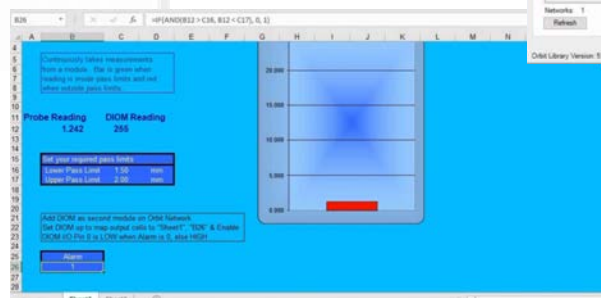 Networks 1
Refresh
Orbit Library Version: 5
B26
fx =IF(AND(B12 > C16, B12 < C17), 0, 1)
A B C D E F G H I J K L M N
Continuously takes measurements
from a module. Bar is green when
reading is inside pass limits and red
when outside pass limits.
Probe Reading DIOM Reading
1.242 255
Set your required pass limits
Lower Pass Limit 1.50 mm
Upper Pass Limit 2.00 mm
Add DIOM as second module on Orbit Network
Set DIOM up to map output cells to "Sheet1", "B26" & Enable
DIOM I/O Pin 0 is LOW when Alarm is 0, else HIGH
Alarm
1
20.000
15.000
10.000
5.000
0.000
4
5
6
7
8
9
10
11
12
13
14
15
16
17
18
19
20
21
22
23
24
25
26
27
28